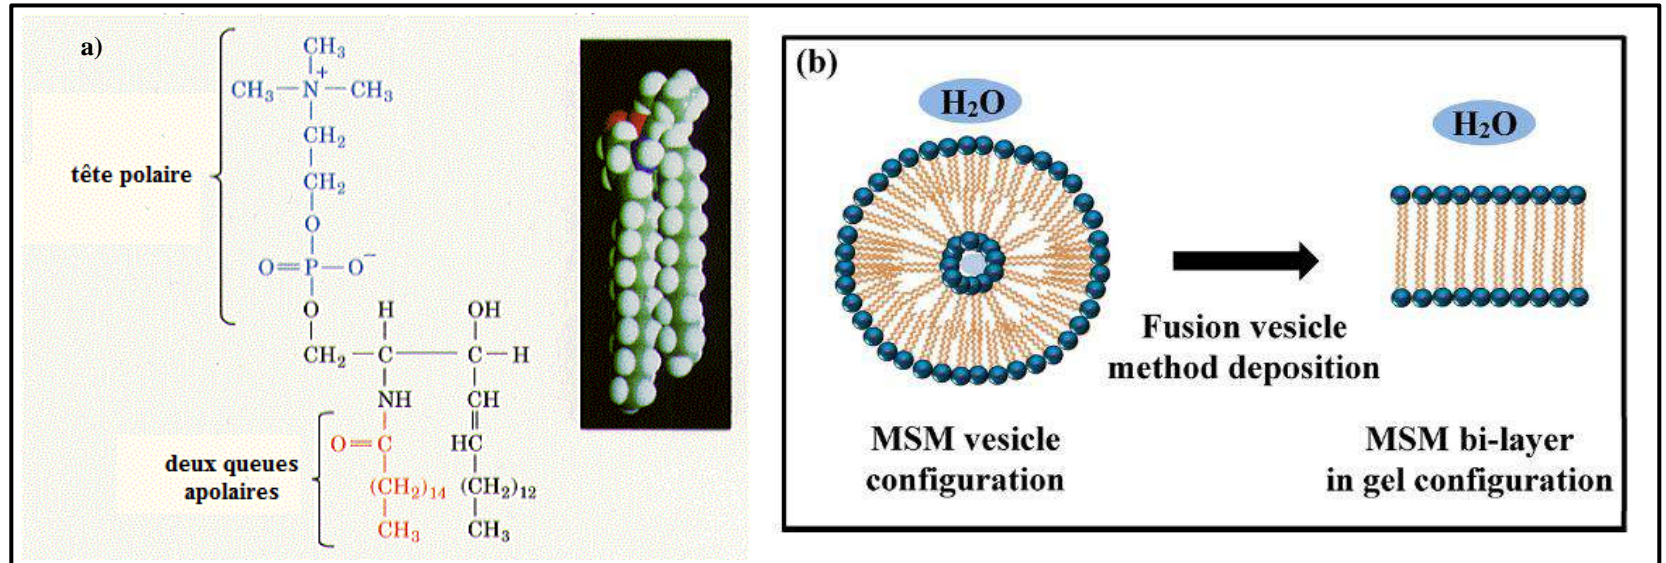 a)
CH₃
CH₃—N⁺—CH₃
CH₂
tête polaire
CH₂
O
O=P—O⁻
O H OH
CH₂—C—C—H
NH CH
O=C HC
deux queues
apolaires
(CH₂)₁₄ (CH₂)₁₂
CH₃ CH₃
(b)
H₂O
H₂O
Fusion vesicle
method deposition
MSM vesicle
configuration
MSM bi-layer
in gel configuration